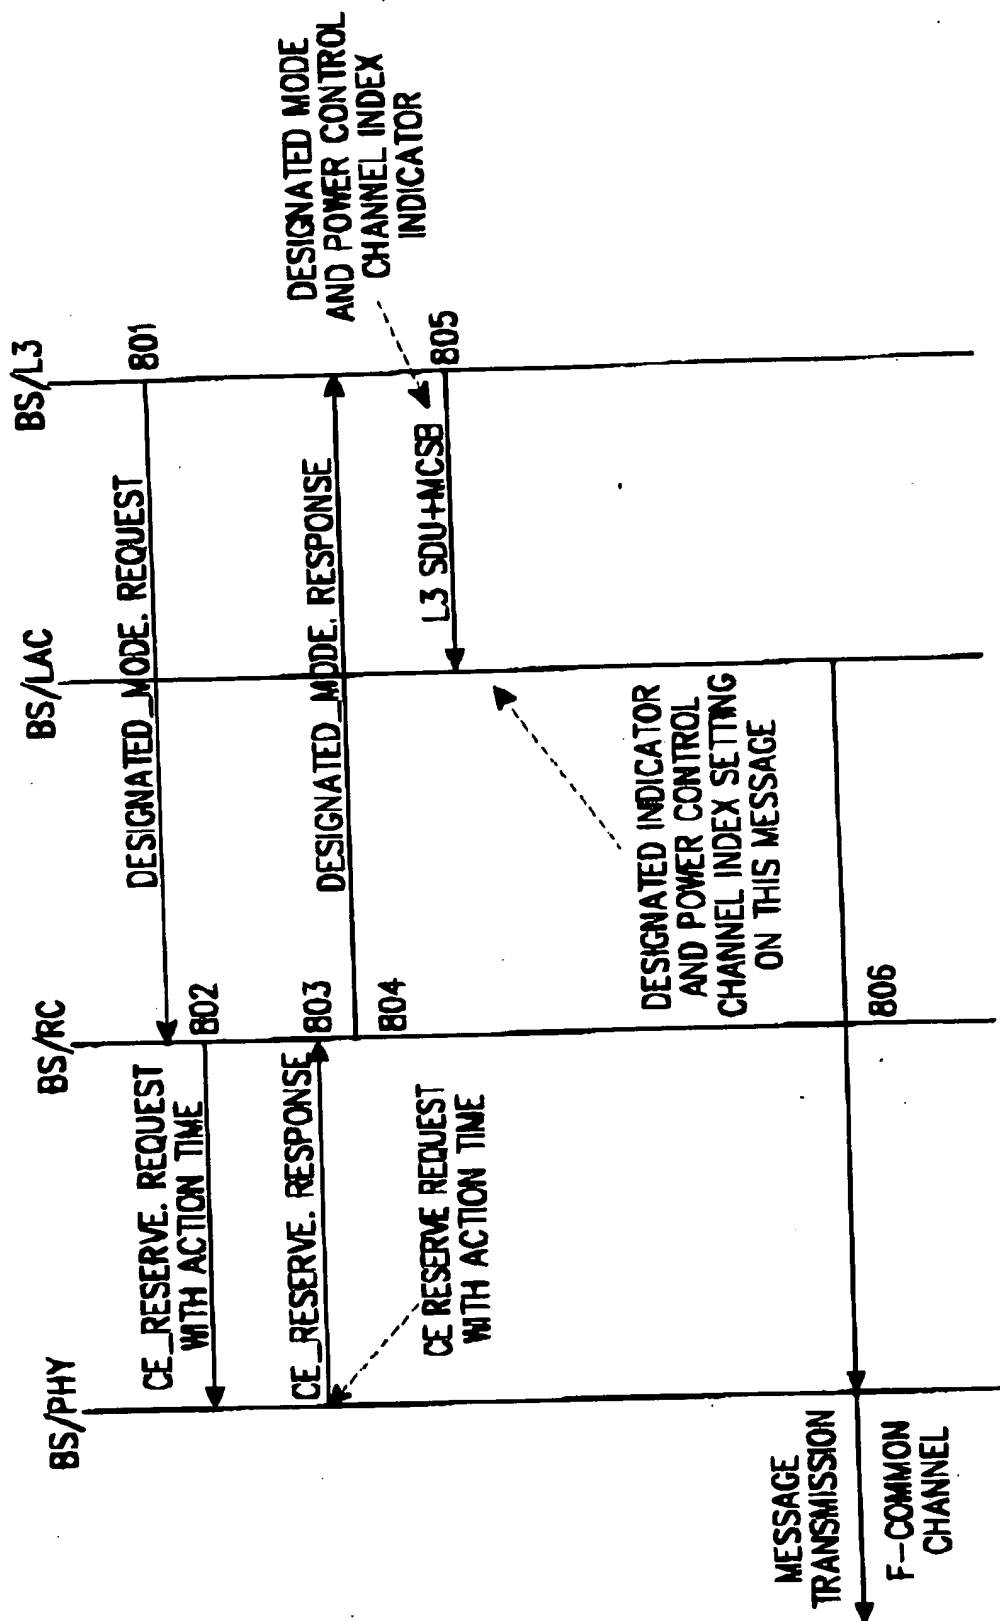 BS/PHY
BS/RC
BS/LAC
BS/L3
DESIGNATED_MODE. REQUEST
801
CE_RESERVE. REQUEST
WITH ACTION TIME
802
CE_RESERVE. RESPONSE
803
DESIGNATED_MODE. RESPONSE
804
CE RESERVE REQUEST
WITH ACTION TIME
DESIGNATED MODE
AND POWER CONTROL
CHANNEL INDEX
INDICATOR
L3 SDU+MCSB
805
DESIGNATED INDICATOR
AND POWER CONTROL
CHANNEL INDEX SETTING
ON THIS MESSAGE
806
MESSAGE
TRANSMISSION
F-COMMON
CHANNEL